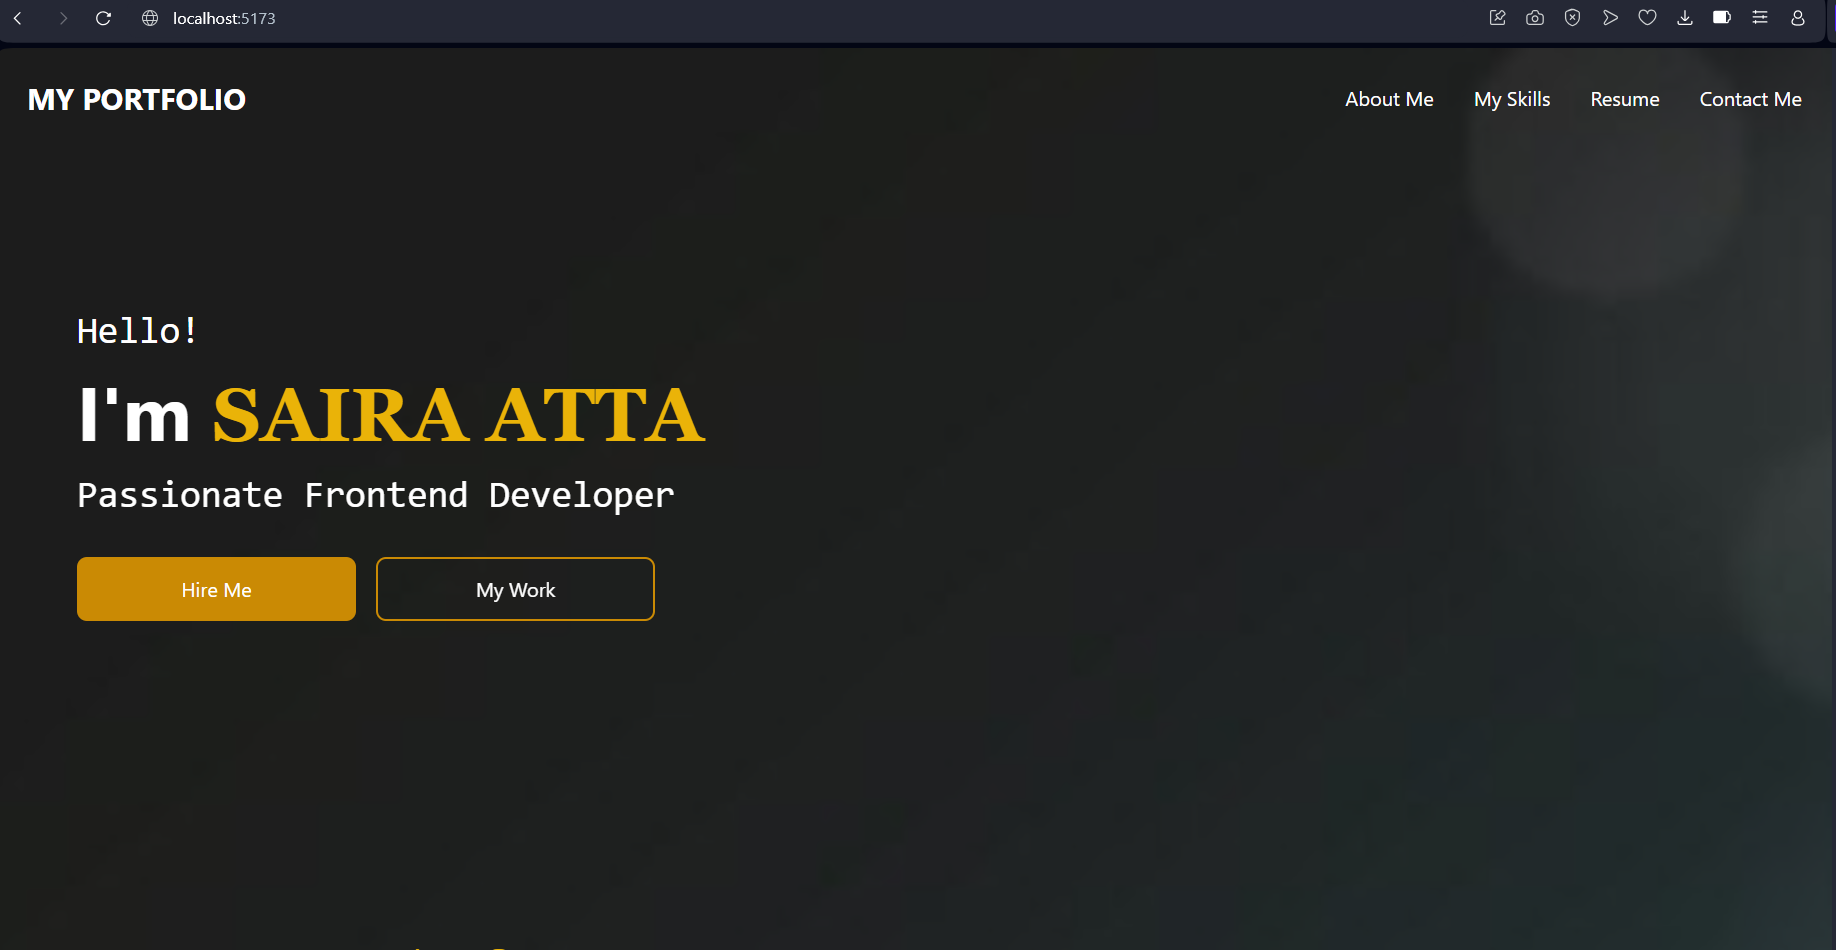 localhost:5173
MY PORTFOLIO
About Me
My Skills
Resume
Contact Me
Hello!
I'm SAIRA ATTA
Passionate Frontend Developer
Hire Me
My Work